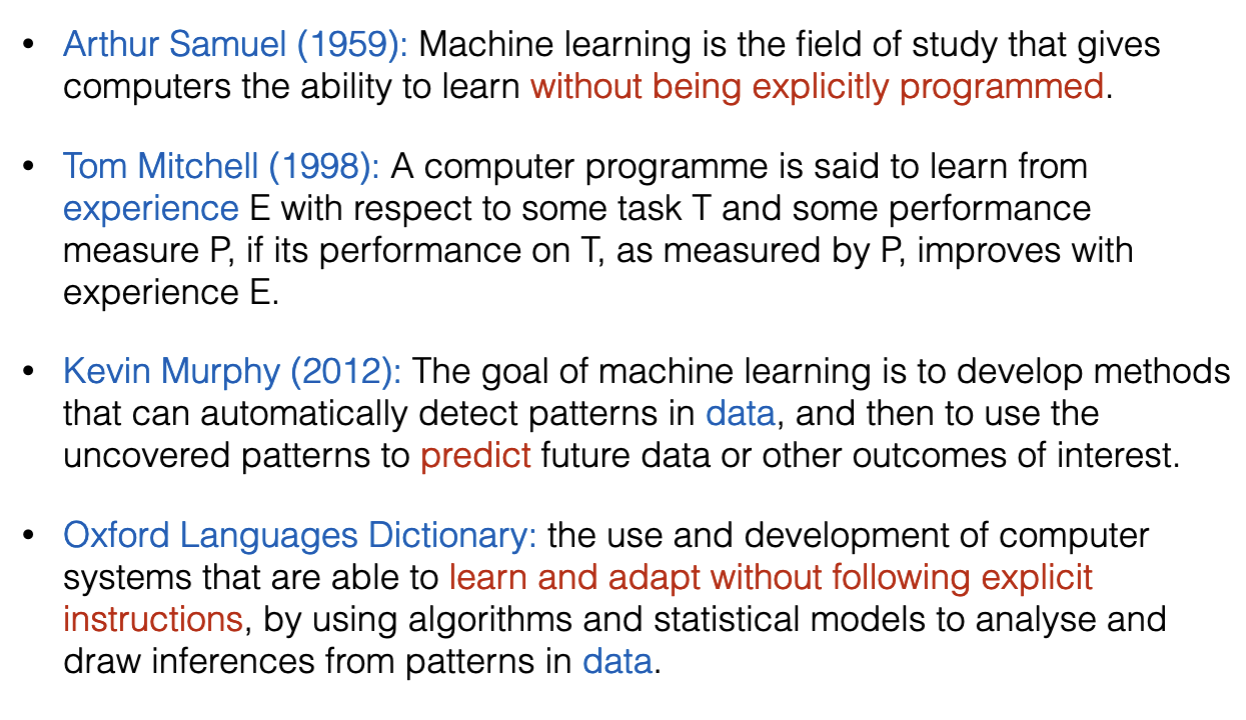 • Arthur Samuel (1959): Machine learning is the field of study that gives
computers the ability to learn without being explicitly programmed.
• Tom Mitchell (1998): A computer programme is said to learn from
experience E with respect to some task T and some performance
measure P, if its performance on T, as measured by P, improves with
experience E.
• Kevin Murphy (2012): The goal of machine learning is to develop methods
that can automatically detect patterns in data, and then to use the
uncovered patterns to predict future data or other outcomes of interest.
• Oxford Languages Dictionary: the use and development of computer
systems that are able to learn and adapt without following explicit
instructions, by using algorithms and statistical models to analyse and
draw inferences from patterns in data.